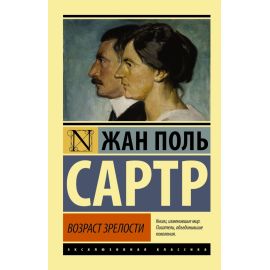 N ЖАН ПОЛЬ
САРТР
ВОЗРАСТ ЗРЕЛОСТИ
Книги, изменившие мир.
Писатели, объединившие
поколения.
ЭКСКЛЮЗИВНАЯ КЛАССИКА